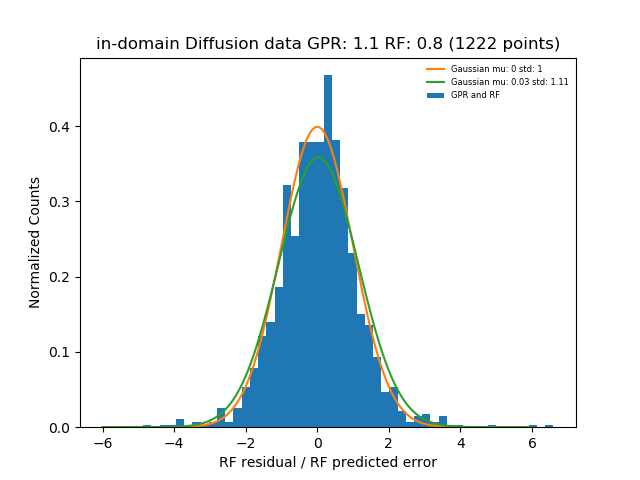 in-domain Diffusion data GPR: 1.1 RF: 0.8 (1222 points)
Gaussian mu: 0 std: 1
Gaussian mu: 0.03 std: 1.11
GPR and RF
Normalized Counts
0.4
0.3
0.2
0.1
0.0
−6 −4 −2 0 2 4 6
RF residual / RF predicted error